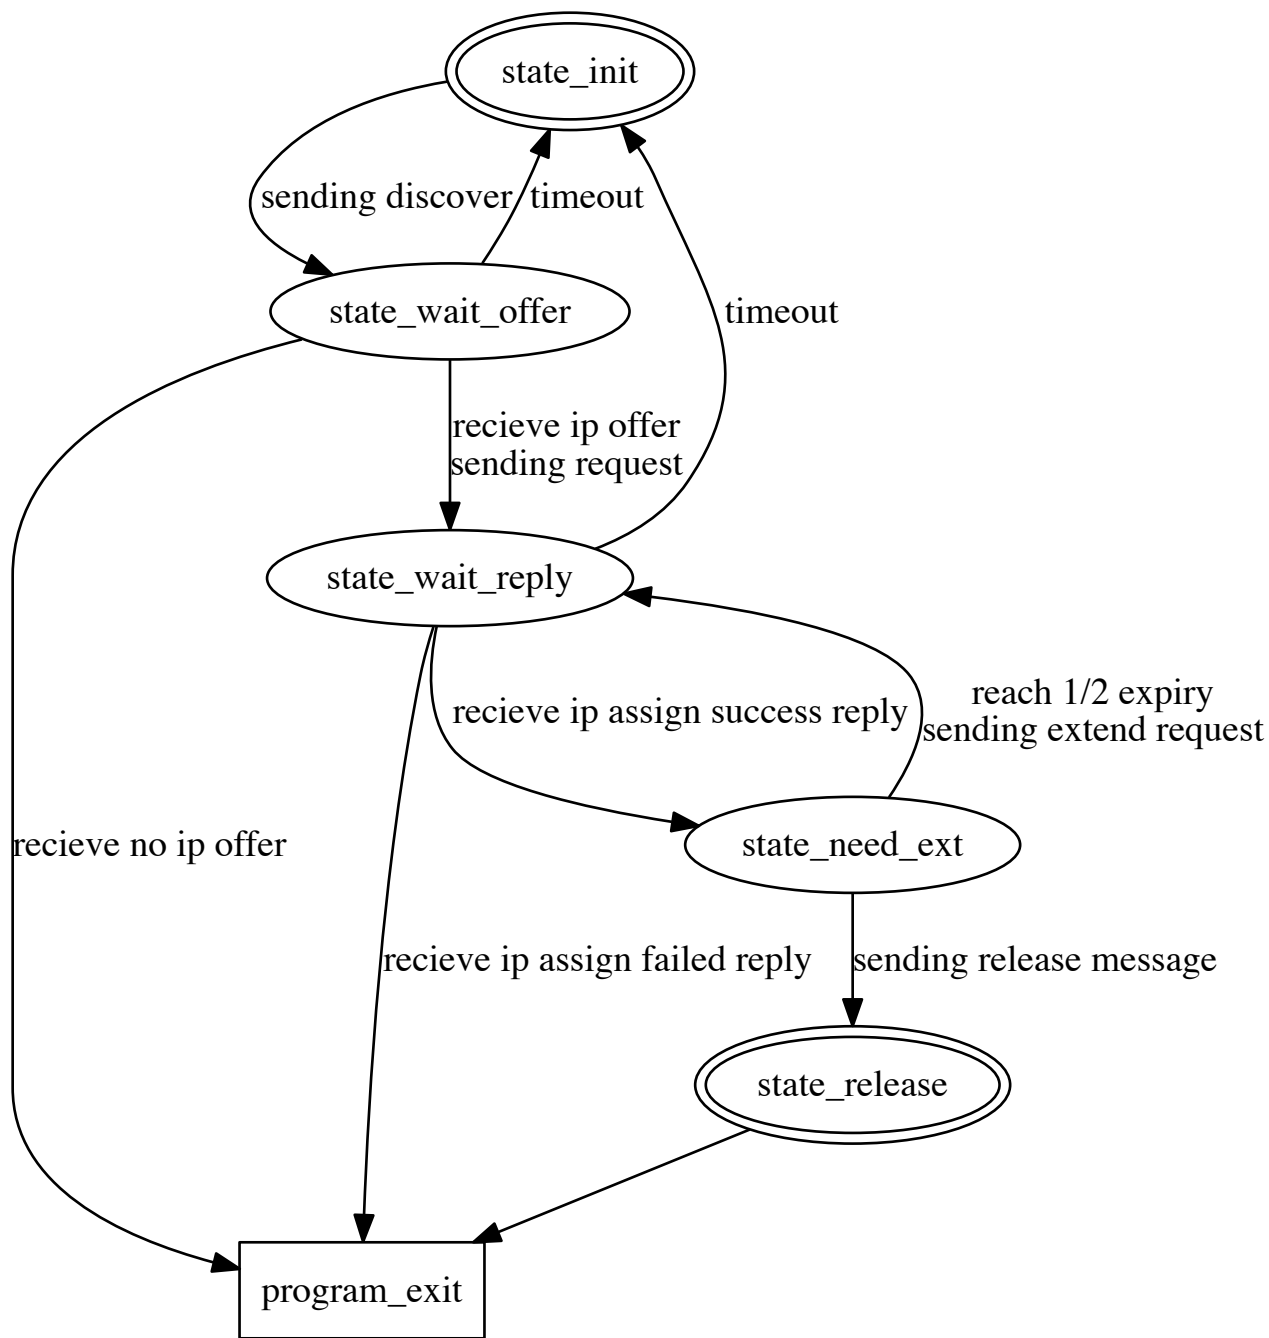 state_init
sending discover
timeout
state_wait_offer
timeout
recieve ip offer
sending request
state_wait_reply
reach 1/2 expiry
sending extend request
recieve ip assign success reply
state_need_ext
recieve no ip offer
recieve ip assign failed reply
sending release message
state_release
program_exit